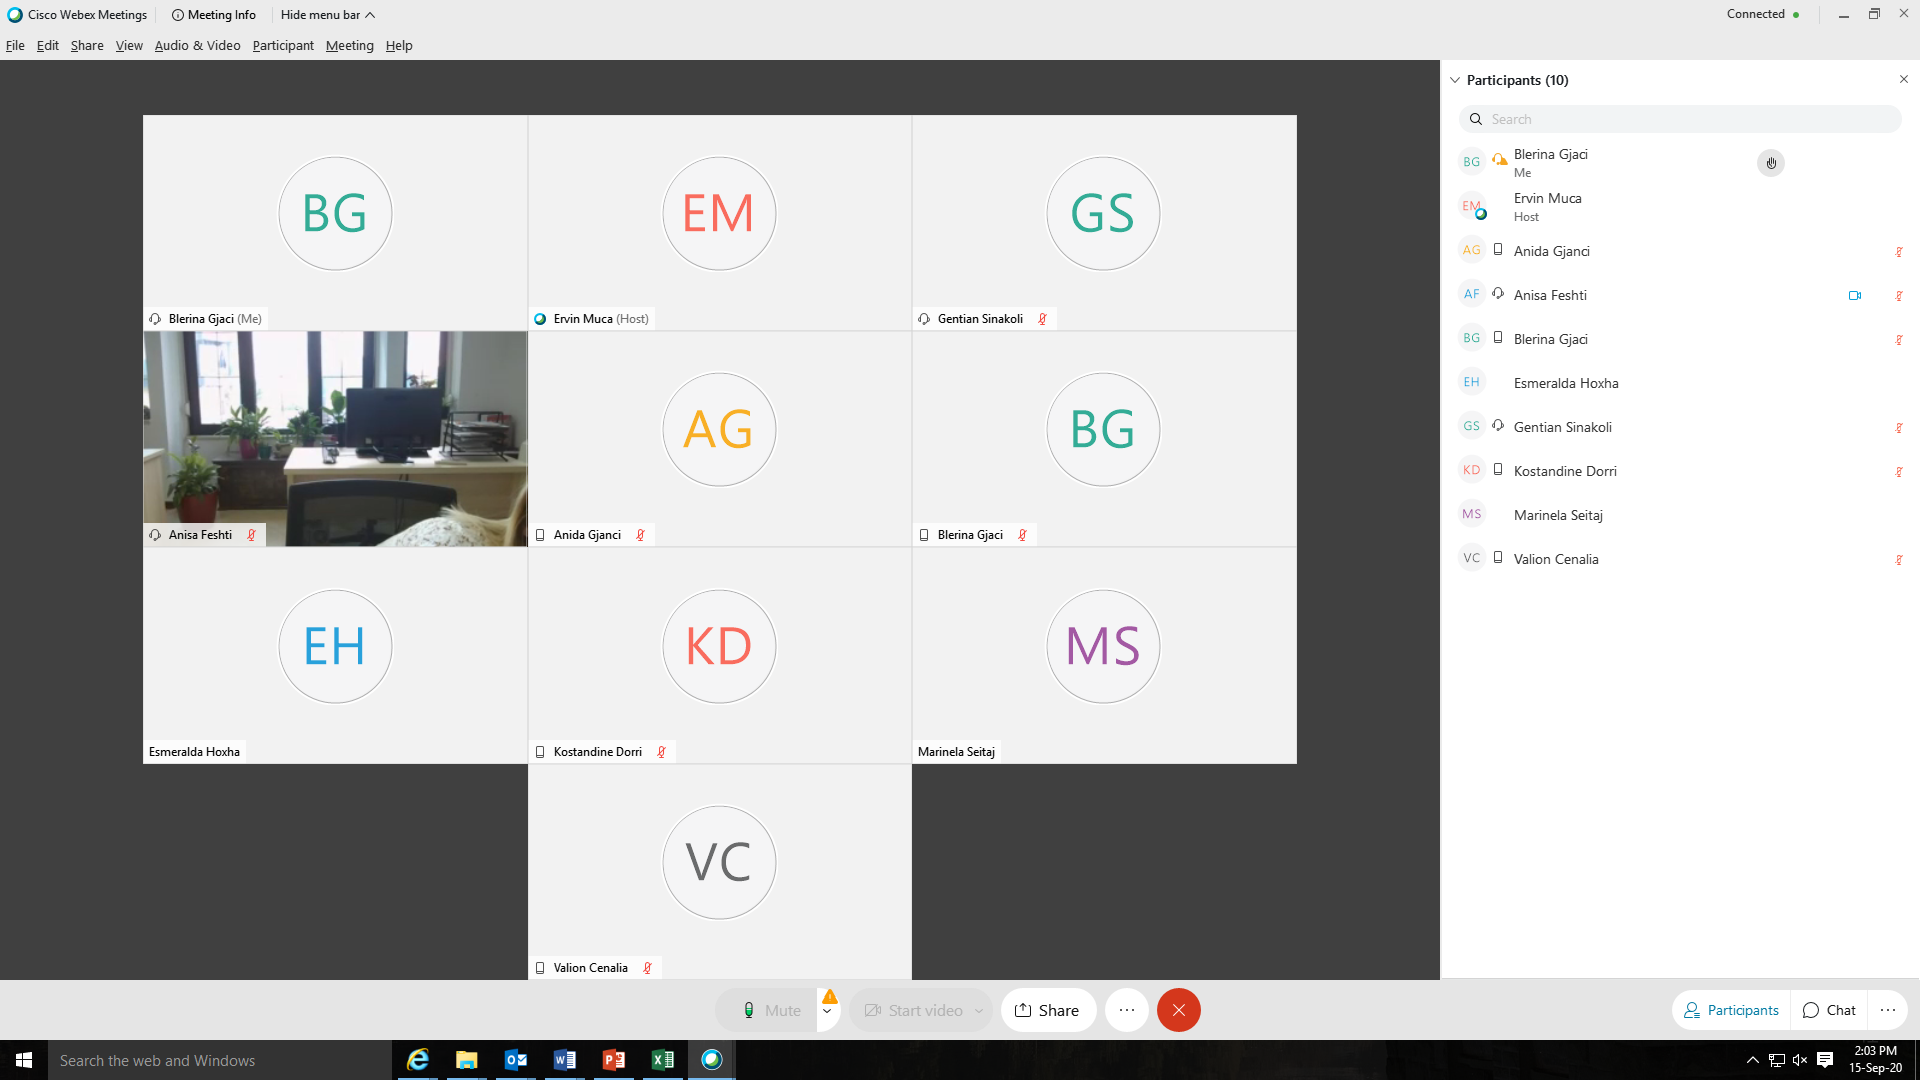 Cisco Webex Meetings
Meeting Info
Hide menu bar
Connected
File Edit Share View Audio & Video Participant Meeting Help
BG
Blerina Gjaci (Me)
EM
Ervin Muca (Host)
GS
Gentian Sinakoli
Anisa Feshti
AG
Anida Gjanci
BG
Blerina Gjaci
EH
Esmeralda Hoxha
KD
Kostandine Dorri
MS
Marinela Seitaj
VC
Valion Cenalia
Participants (10)
Search
BG Blerina Gjaci
Me
EM Ervin Muca
Host
AG Anida Gjanci
AF Anisa Feshti
BG Blerina Gjaci
EH Esmeralda Hoxha
GS Gentian Sinakoli
KD Kostandine Dorri
MS Marinela Seitaj
VC Valion Cenalia
Mute
Start video
Share
Participants
Chat
Search the web and Windows
2:03 PM
15-Sep-20